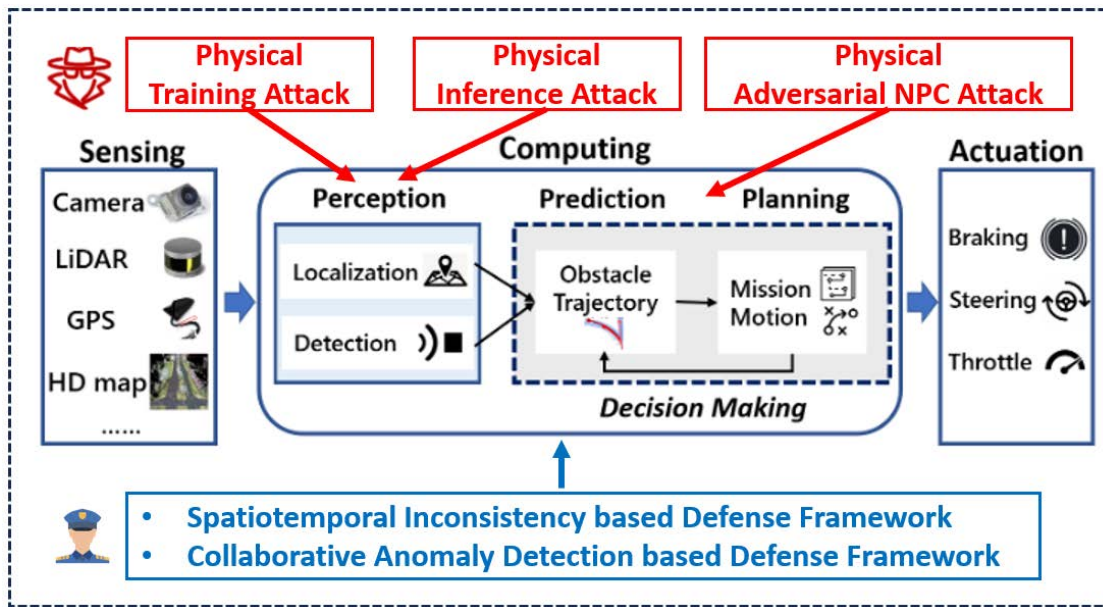 Physical
Training Attack
Physical
Inference Attack
Physical
Adversarial NPC Attack
Sensing
Computing
Actuation
Camera
LiDAR
GPS
HD map
......
Perception
Prediction
Planning
Localization
Detection
Obstacle
Trajectory
Mission
Motion
Decision Making
Braking
Steering
Throttle
• Spatiotemporal Inconsistency based Defense Framework
• Collaborative Anomaly Detection based Defense Framework